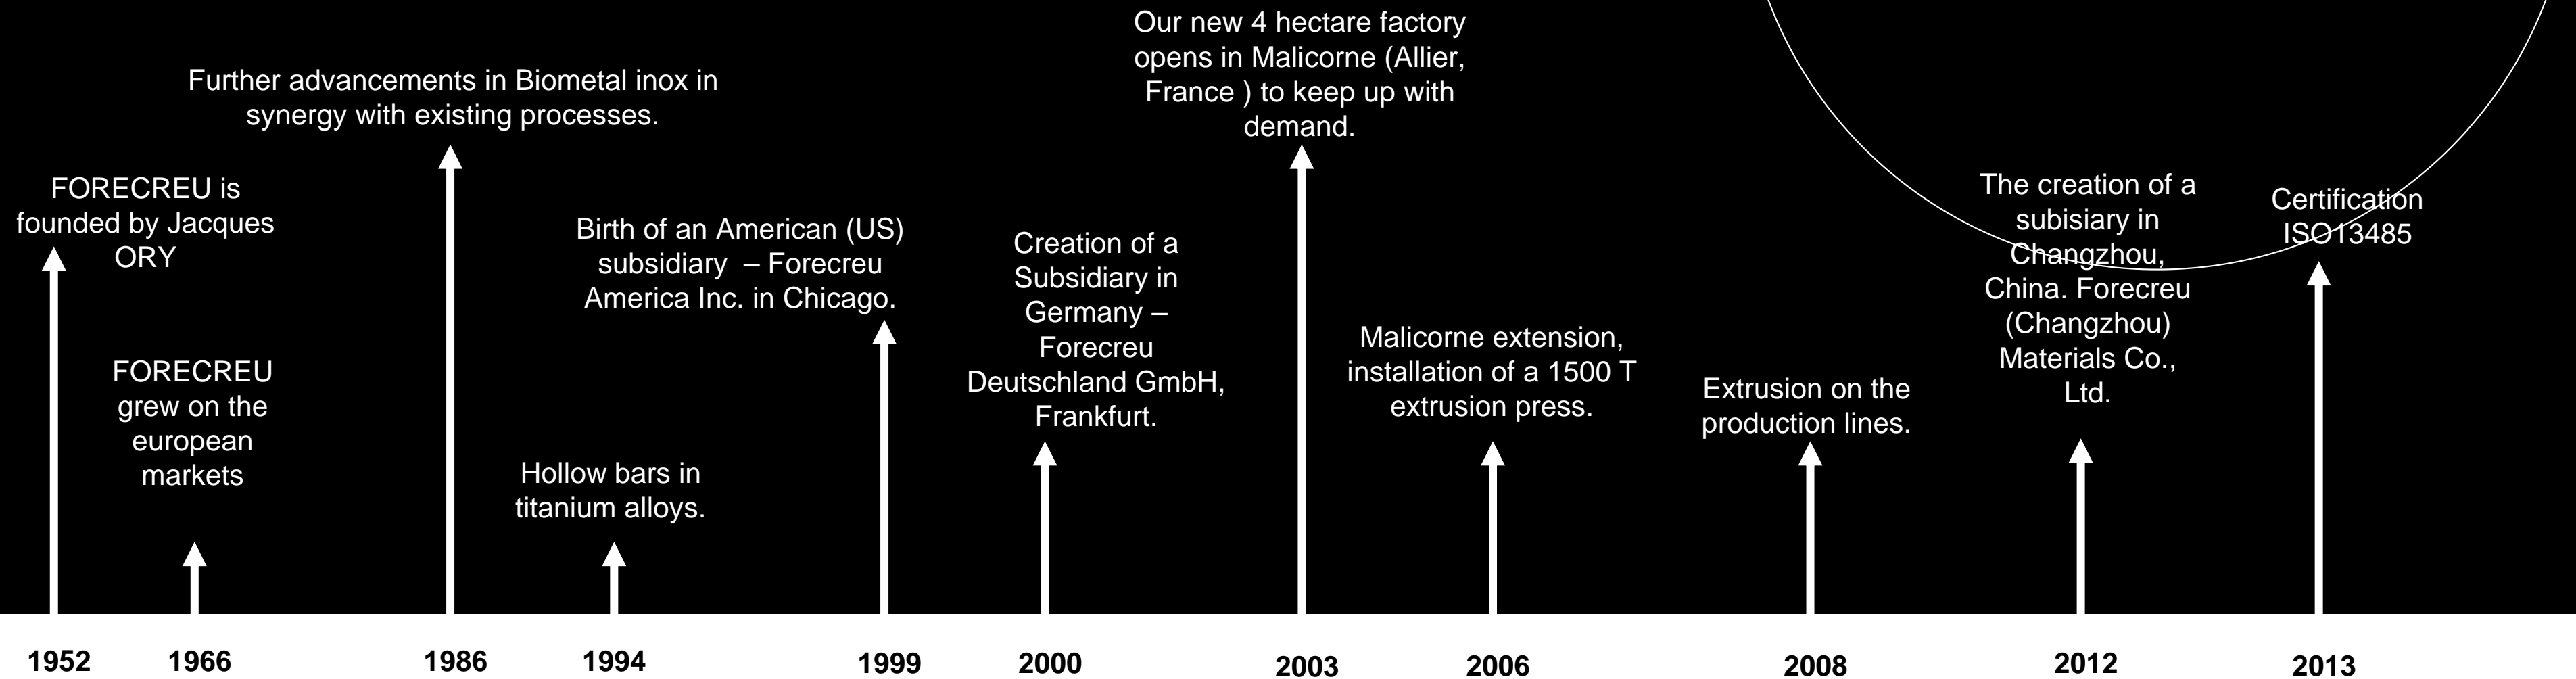 FORECREU is
founded by Jacques
ORY
FORECREU
grew on the
european
markets
Further advancements in Biometal inox in
synergy with existing processes.
Hollow bars in
titanium alloys.
Birth of an American (US)
subsidiary – Forecreu
America Inc. in Chicago.
Creation of a
Subsidiary in
Germany –
Forecreu
Deutschland GmbH,
Frankfurt.
Our new 4 hectare factory
opens in Malicorne (Allier,
France ) to keep up with
demand.
Malicorne extension,
installation of a 1500 T
extrusion press.
Extrusion on the
production lines.
The creation of a
subisiary in
Changzhou,
China. Forecreu
(Changzhou)
Materials Co.,
Ltd.
Certification
ISO13485
1952 1966 1986 1994 1999 2000 2003 2006 2008 2012 2013